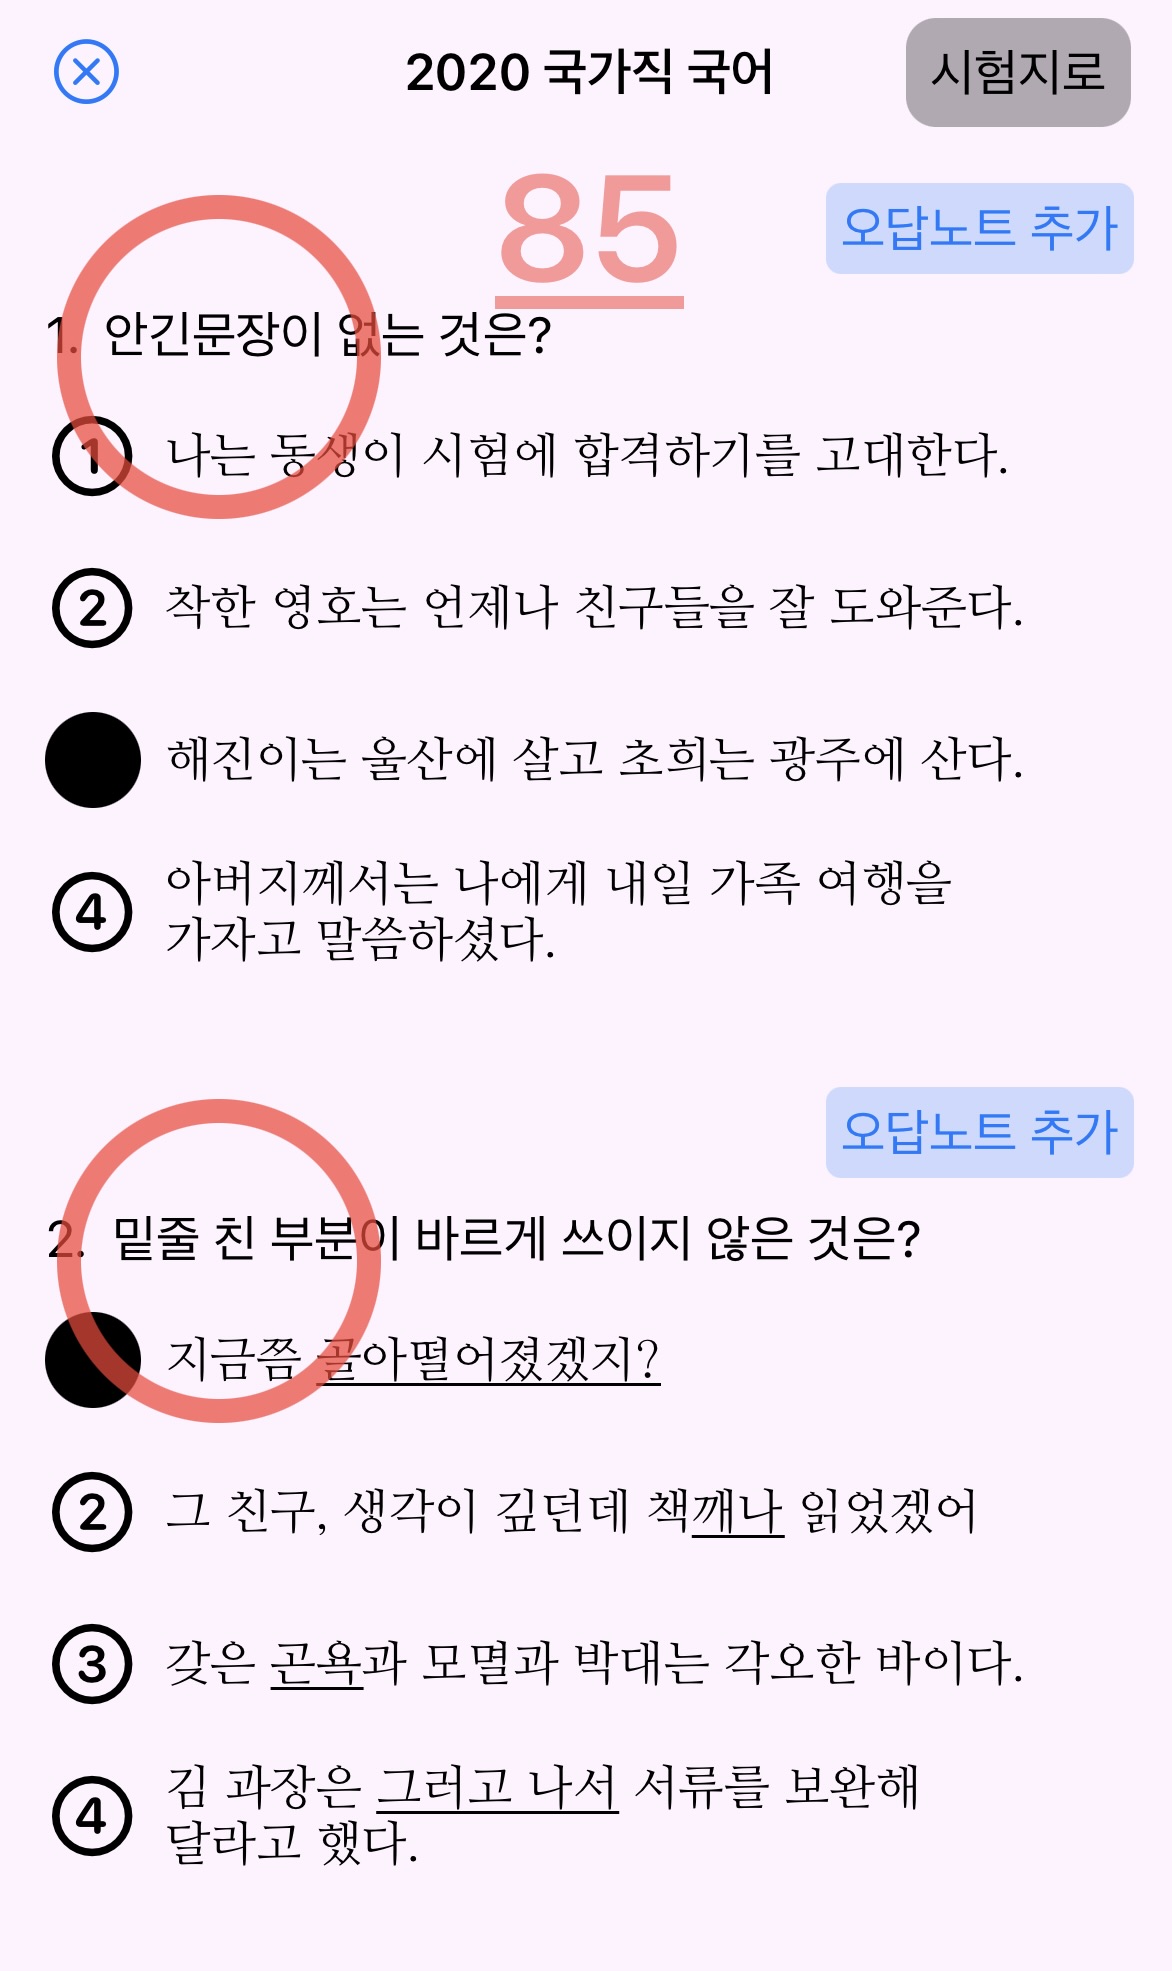 2020 국가직 국어
시험지로
85
오답노트 추가
1. 안긴문장이 없는 것은?
① 나는 동생이 시험에 합격하기를 고대한다.
② 착한 영호는 언제나 친구들을 잘 도와준다.
해진이는 울산에 살고 초희는 광주에 산다.
④ 아버지께서는 나에게 내일 가족 여행을
가자고 말씀하셨다.
오답노트 추가
2. 밑줄 친 부분이 바르게 쓰이지 않은 것은?
지금쯤 골아떨어졌겠지?
② 그 친구, 생각이 깊던데 책깨나 읽었겠어
③ 갖은 곤욕과 모멸과 박대는 각오한 바이다.
④ 김 과장은 그러고 나서 서류를 보완해
달라고 했다.